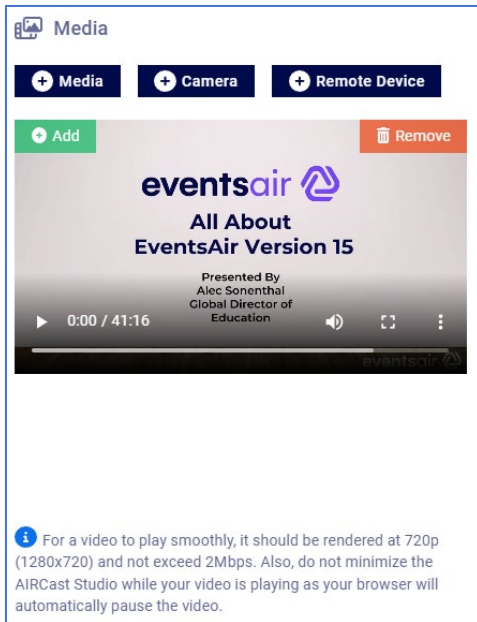 Media
Media
Camera
Remote Device
Add
Remove
eventsair
All About
EventsAir Version 15
Presented By
Alec Sonenthal
Global Director of
Education
0:00 / 41:16
eventsair
For a video to play smoothly, it should be rendered at 720p
(1280x720) and not exceed 2Mbps. Also, do not minimize the
AIRCast Studio while your video is playing as your browser will
automatically pause the video.